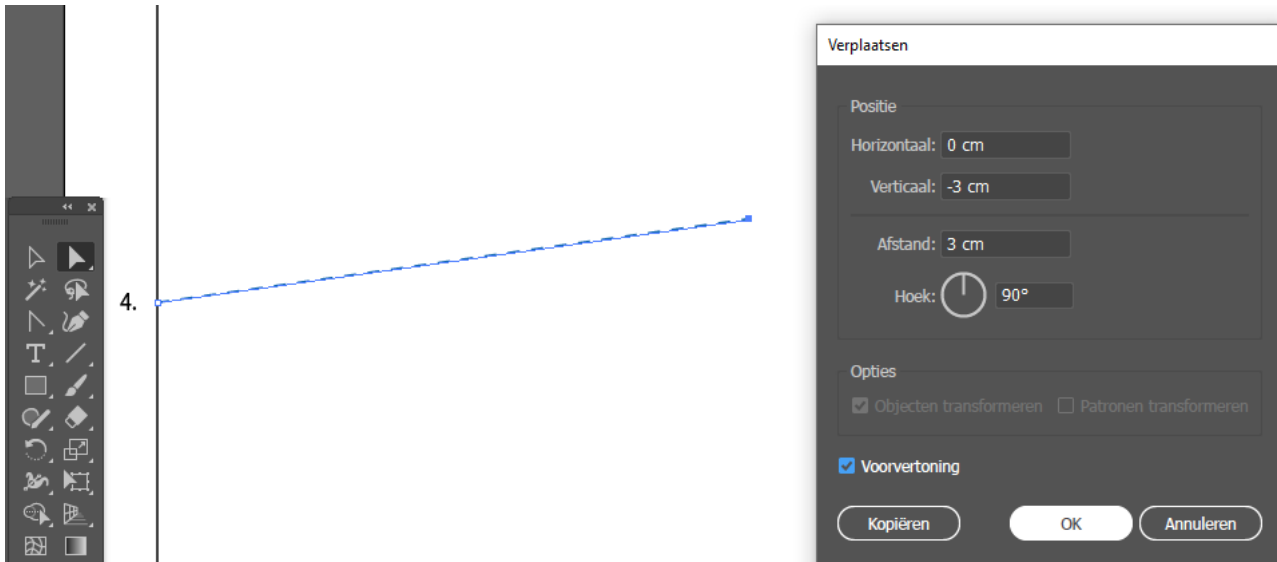 Verplaatsen
Positie
Horizontaal: 0 cm
Verticaal: -3 cm
Afstand: 3 cm
Hoek: 90°
Opties
Objecten transformeren Patronen transformeren
Voorvertoning
Kopiëren OK Annuleren
4.